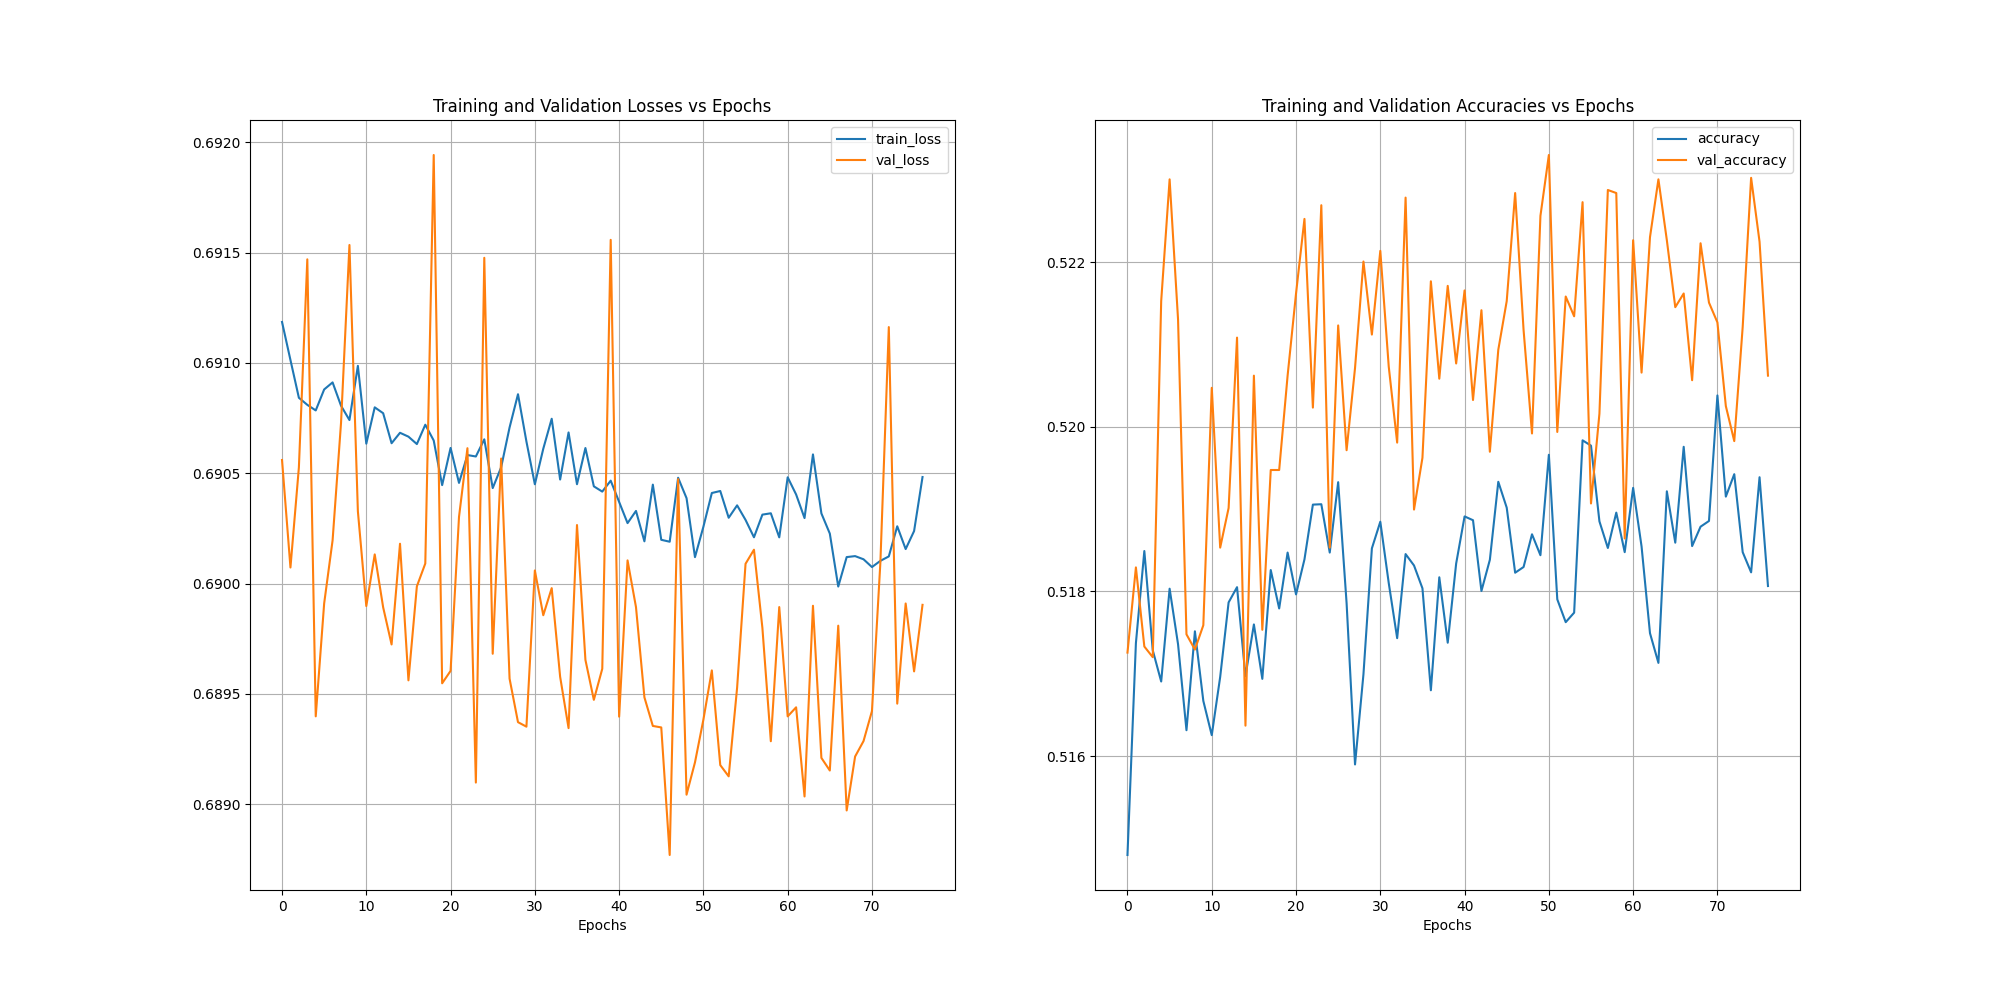 Training and Validation Losses vs Epochs
train_loss
val_loss
0.6920
0.6915
0.6910
0.6905
0.6900
0.6895
0.6890
0 10 20 30 40 50 60 70
Epochs
Training and Validation Accuracies vs Epochs
accuracy
val_accuracy
0.522
0.520
0.518
0.516
0 10 20 30 40 50 60 70
Epochs